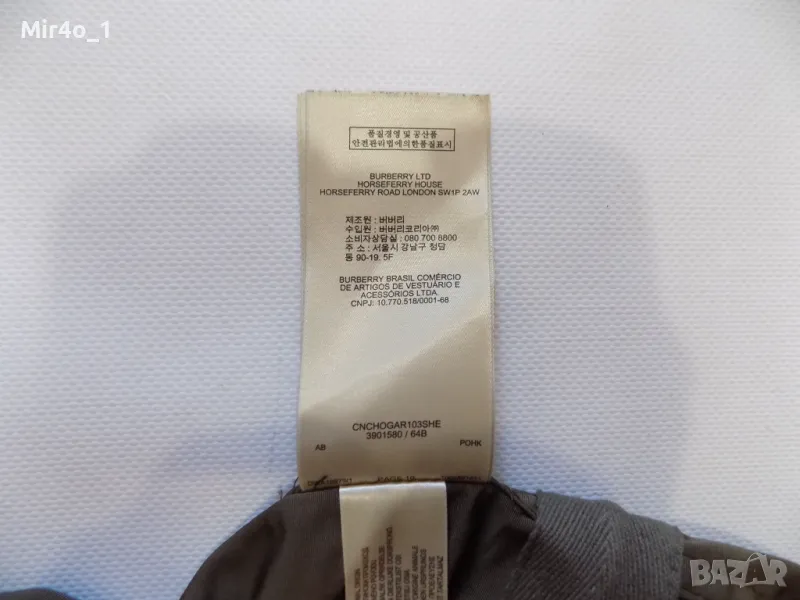 Mir4o_1
품질경영 및 공산품
안전관리법에의한품질표시
BURBERRY LTD
HORSEFERRY HOUSE
HORSEFERRY ROAD LONDON SW1P 2AW
제조원 : 버버리
수입원 : 버버리코리아㈜
소비자상담실 : 080 700 8800
주 소 : 서울시 강남구 청담
동 90-19, 5F
BURBERRY BRASIL COMÉRCIO
DE ARTIGOS DE VESTUÁRIO E
ACESSÓRIOS LTDA.
CNPJ: 10.770.518/0001-68
CNCHOGAR103SHE
3901580 / 64B
AB
POHK
BAZAR